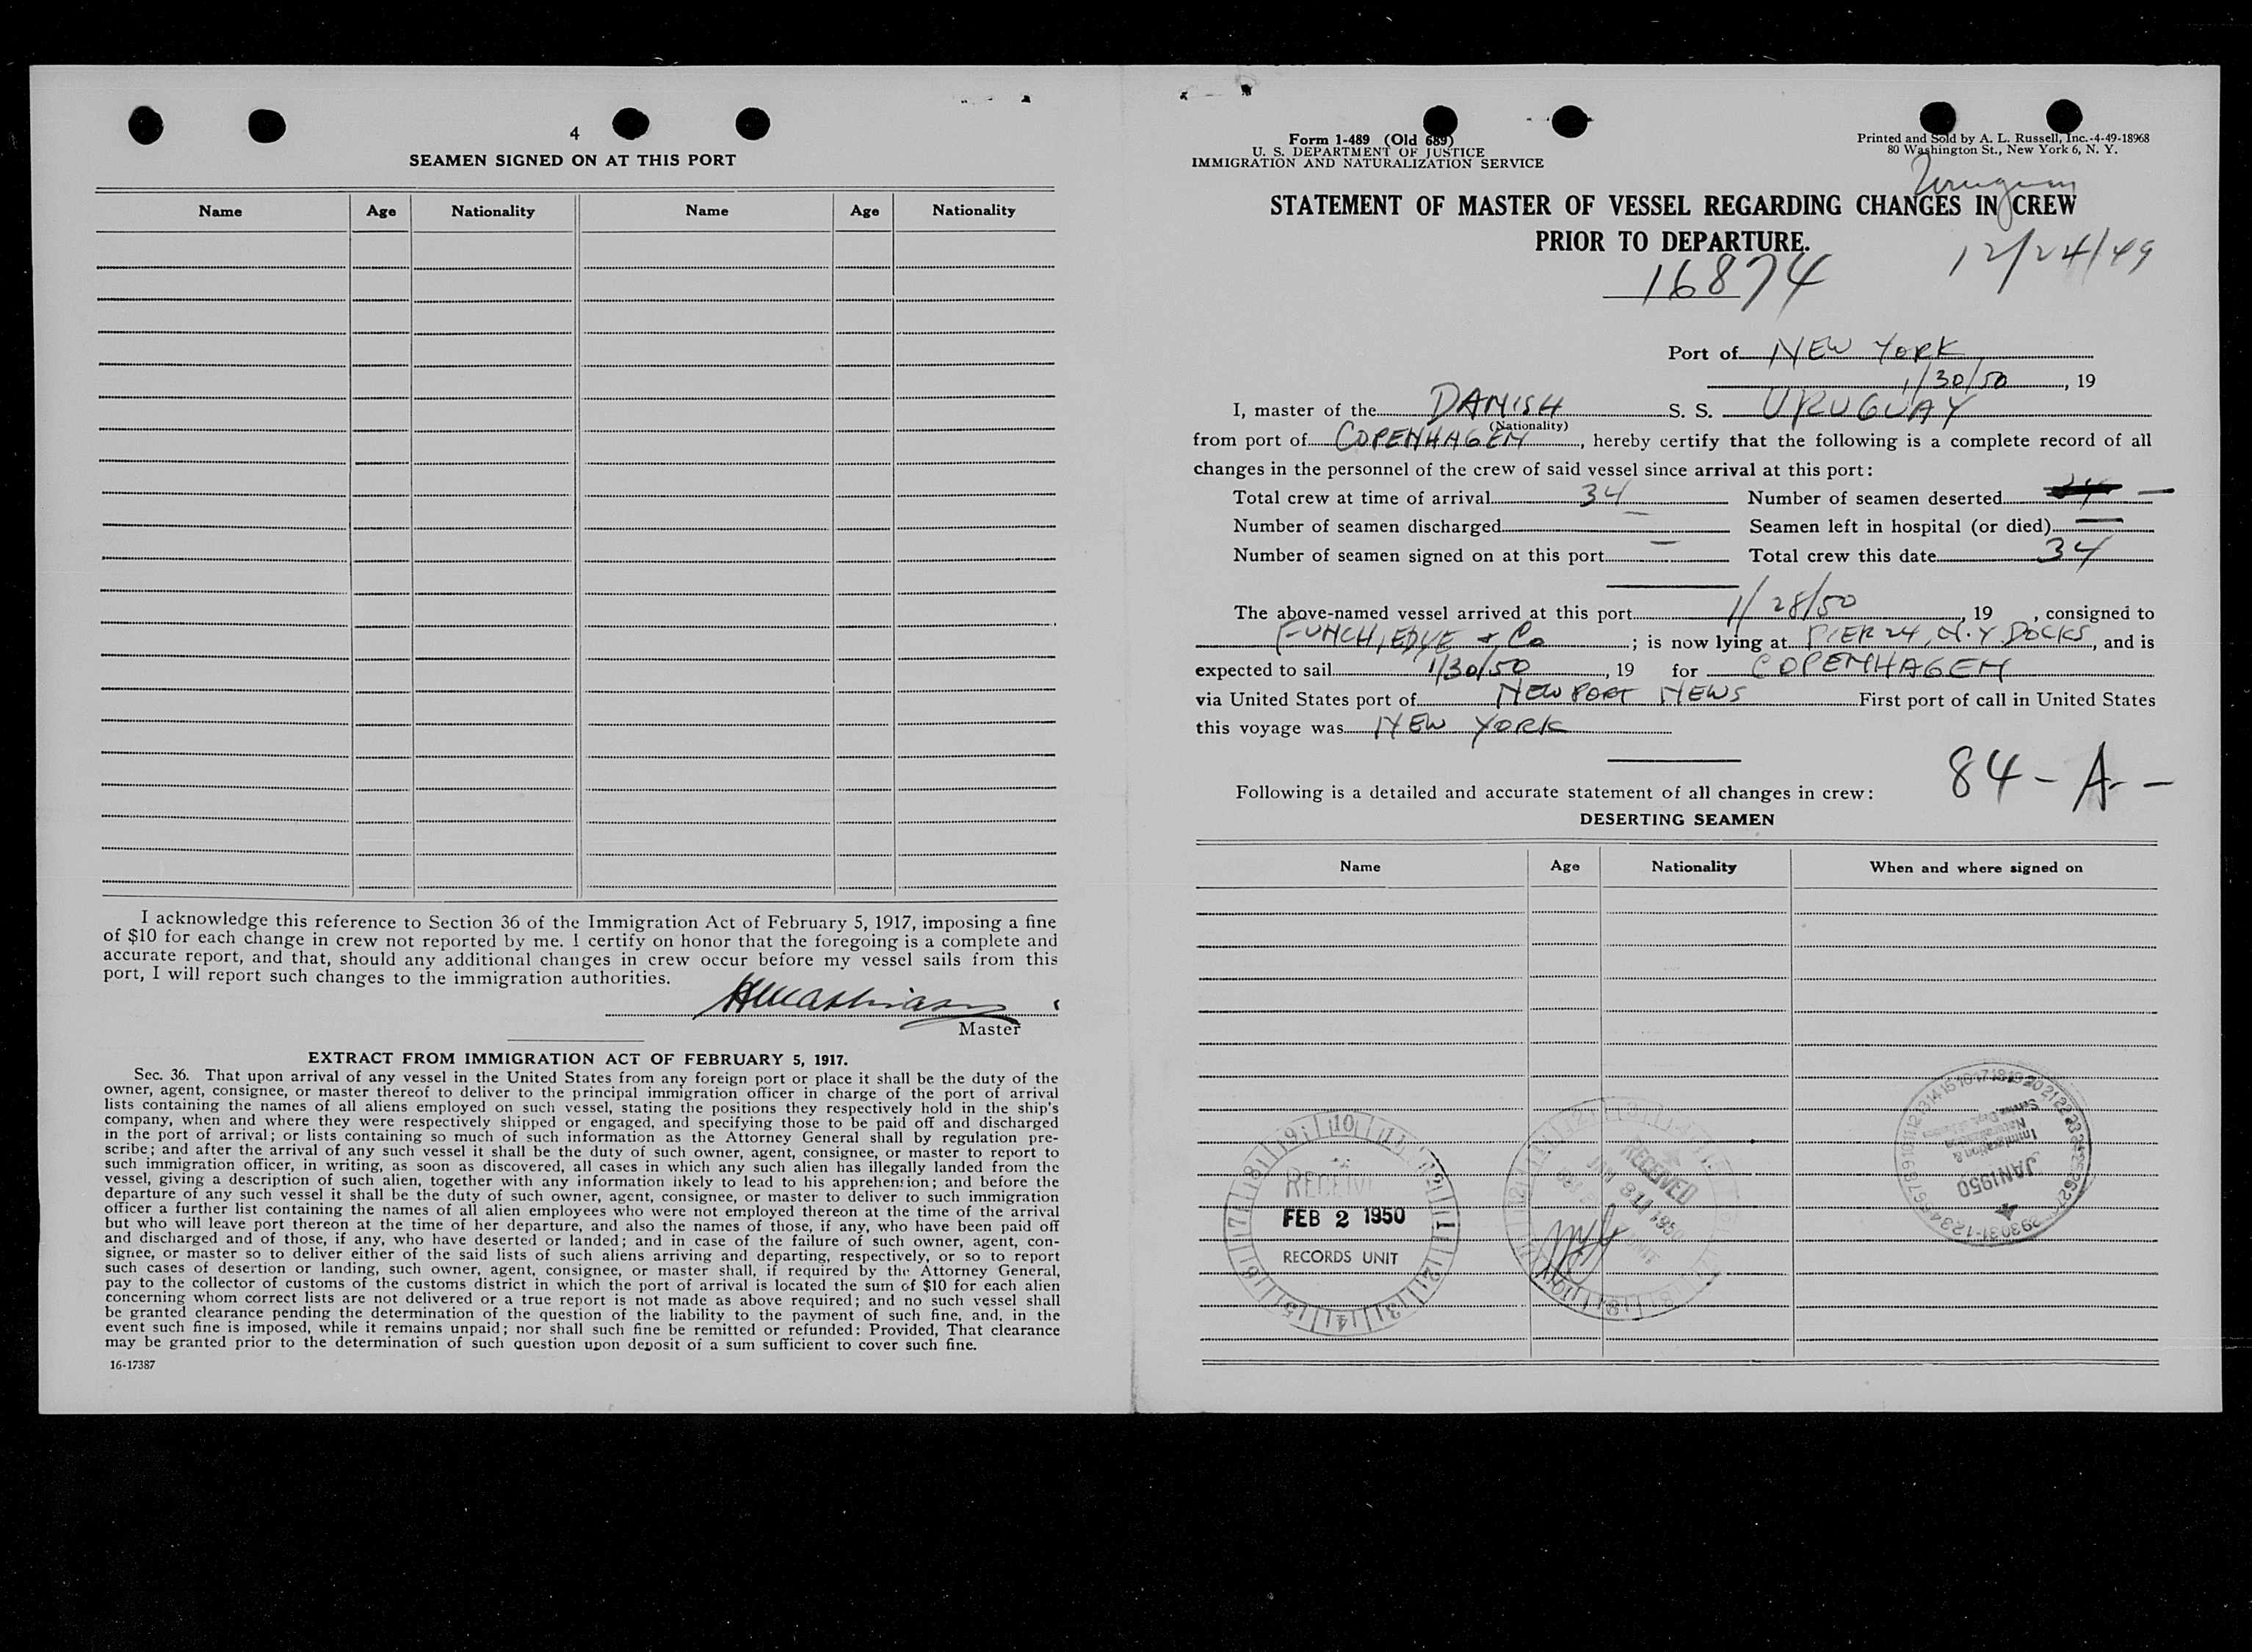 4
SEAMEN SIGNED ON AT THIS PORT
Name Age Nationality Name Age Nationality
I acknowledge this reference to Section 36 of the Immigration Act of February 5, 1917, imposing a fine
of $10 for each change in crew not reported by me. I certify on honor that the foregoing is a complete and
accurate report, and that, should any additional changes in crew occur before my vessel sails from this
port, I will report such changes to the immigration authorities.
Master
EXTRACT FROM IMMIGRATION ACT OF FEBRUARY 5, 1917.
Sec. 36. That upon arrival of any vessel in the United States from any foreign port or place it shall be the duty of the
owner, agent, consignee, or master thereof to deliver to the principal immigration officer in charge of the port of arrival
lists containing the names of all aliens employed on such vessel, stating the positions they respectively hold in the ship's
company, when and where they were respectively shipped or engaged, and specifying those to be paid off and discharged
in the port of arrival; or lists containing so much of such information as the Attorney General shall by regulation pre-
scribe; and after the arrival of any such vessel it shall be the duty of such owner, agent, consignee, or master to report to
such immigration officer, in writing, as soon as discovered, all cases in which any such alien has illegally landed from the
vessel, giving a description of such alien, together with any information likely to lead to his apprehension; and before the
departure of any such vessel it shall be the duty of such owner, agent, consignee, or master to deliver to such immigration
officer a further list containing the names of all alien employees who were not employed thereon at the time of the arrival
but who will leave port thereon at the time of her departure, and also the names of those, if any, who have been paid off
and discharged and of those, if any, who have deserted or landed; and in case of the failure of such owner, agent, con-
signee, or master so to deliver either of the said lists of such aliens arriving and departing, respectively, or so to report
such cases of desertion or landing, such owner, agent, consignee, or master shall, if required by the Attorney General,
pay to the collector of customs of the customs district in which the port of arrival is located the sum of $10 for each alien
concerning whom correct lists are not delivered or a true report is not made as above required; and no such vessel shall
be granted clearance pending the determination of the question of the liability to the payment of such fine, and, in the
event such fine is imposed, while it remains unpaid; nor shall such fine be remitted or refunded: Provided, That clearance
may be granted prior to the determination of such question upon deposit of a sum sufficient to cover such fine.
16-17387
Form 1-489 (Old 689)
U. S. DEPARTMENT OF JUSTICE
IMMIGRATION AND NATURALIZATION SERVICE
Printed and Sold by A. L. Russell, Inc.-4-49-18968
80 Washington St., New York 6, N. Y.
Uruguay
STATEMENT OF MASTER OF VESSEL REGARDING CHANGES IN CREW
PRIOR TO DEPARTURE.
12/24/49
16874
Port of NEW YORK
1/30/50, 19
I, master of the DANISH S. S. URUGUAY
(Nationality)
from port of COPENHAGEN, hereby certify that the following is a complete record of all
changes in the personnel of the crew of said vessel since arrival at this port:
Total crew at time of arrival 34 Number of seamen deserted —
Number of seamen discharged — Seamen left in hospital (or died) —
Number of seamen signed on at this port — Total crew this date 34
The above-named vessel arrived at this port 1/28/50, 19 , consigned to
FUNCH, EDYE & Co; is now lying at PIER 24, N.Y. DOCKS, and is
expected to sail 1/30/50, 19 for COPENHAGEN
via United States port of NEWPORT NEWS First port of call in United States
this voyage was NEW YORK
84-A-
Following is a detailed and accurate statement of all changes in crew:
DESERTING SEAMEN
Name Age Nationality When and where signed on
RECEIVED
FEB 2 1950
RECORDS UNIT
RECEIVED
JAN 31 1950
Immigration &
Naturalization
JAN 1950